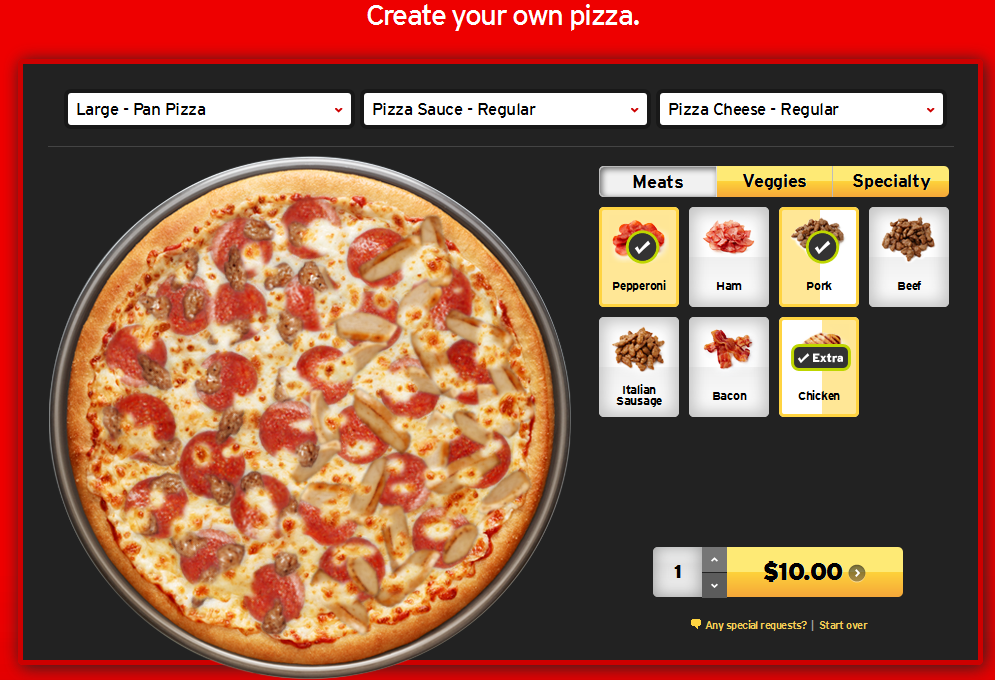 Create your own pizza.
Large - Pan Pizza
Pizza Sauce - Regular
Pizza Cheese - Regular
Meats
Veggies
Specialty
Pepperoni
Ham
Pork
Beef
Italian
Sausage
Bacon
Extra
Chicken
1
$10.00
Any special requests? | Start over